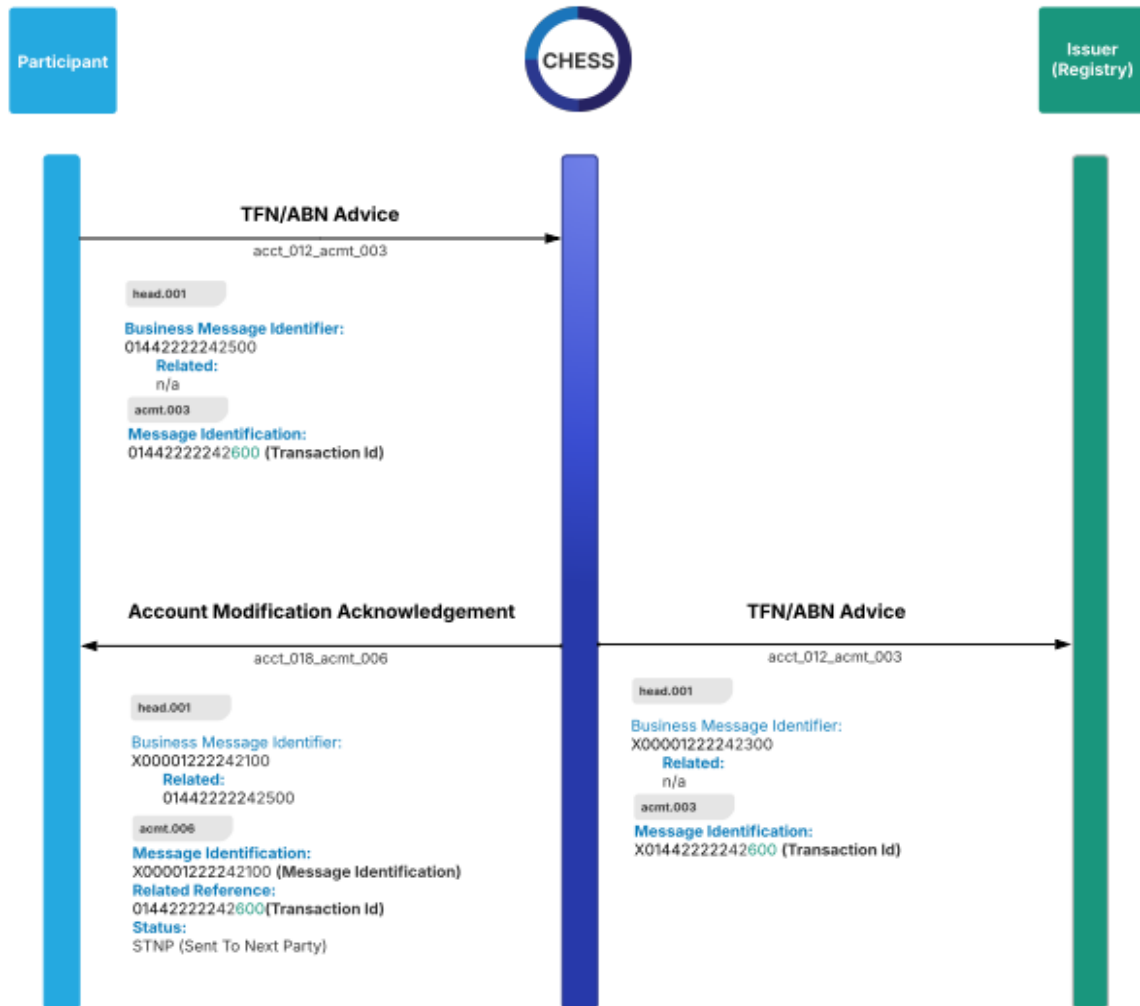 Participant
CHESS
Issuer
(Registry)
TFN/ABN Advice
acct_012_acmt_003
head.001
Business Message Identifier:
01442222242500
Related:
n/a
acmt.003
Message Identification:
01442222242600 (Transaction Id)
Account Modification Acknowledgement
acct_018_acmt_006
head.001
Business Message Identifier:
X00001222242100
Related:
01442222242500
acmt.006
Message Identification:
X00001222242100 (Message Identification)
Related Reference:
01442222242600(Transaction Id)
Status:
STNP (Sent To Next Party)
TFN/ABN Advice
acct_012_acmt_003
head.001
Business Message Identifier:
X00001222242300
Related:
n/a
acmt.003
Message Identification:
X01442222242600 (Transaction Id)